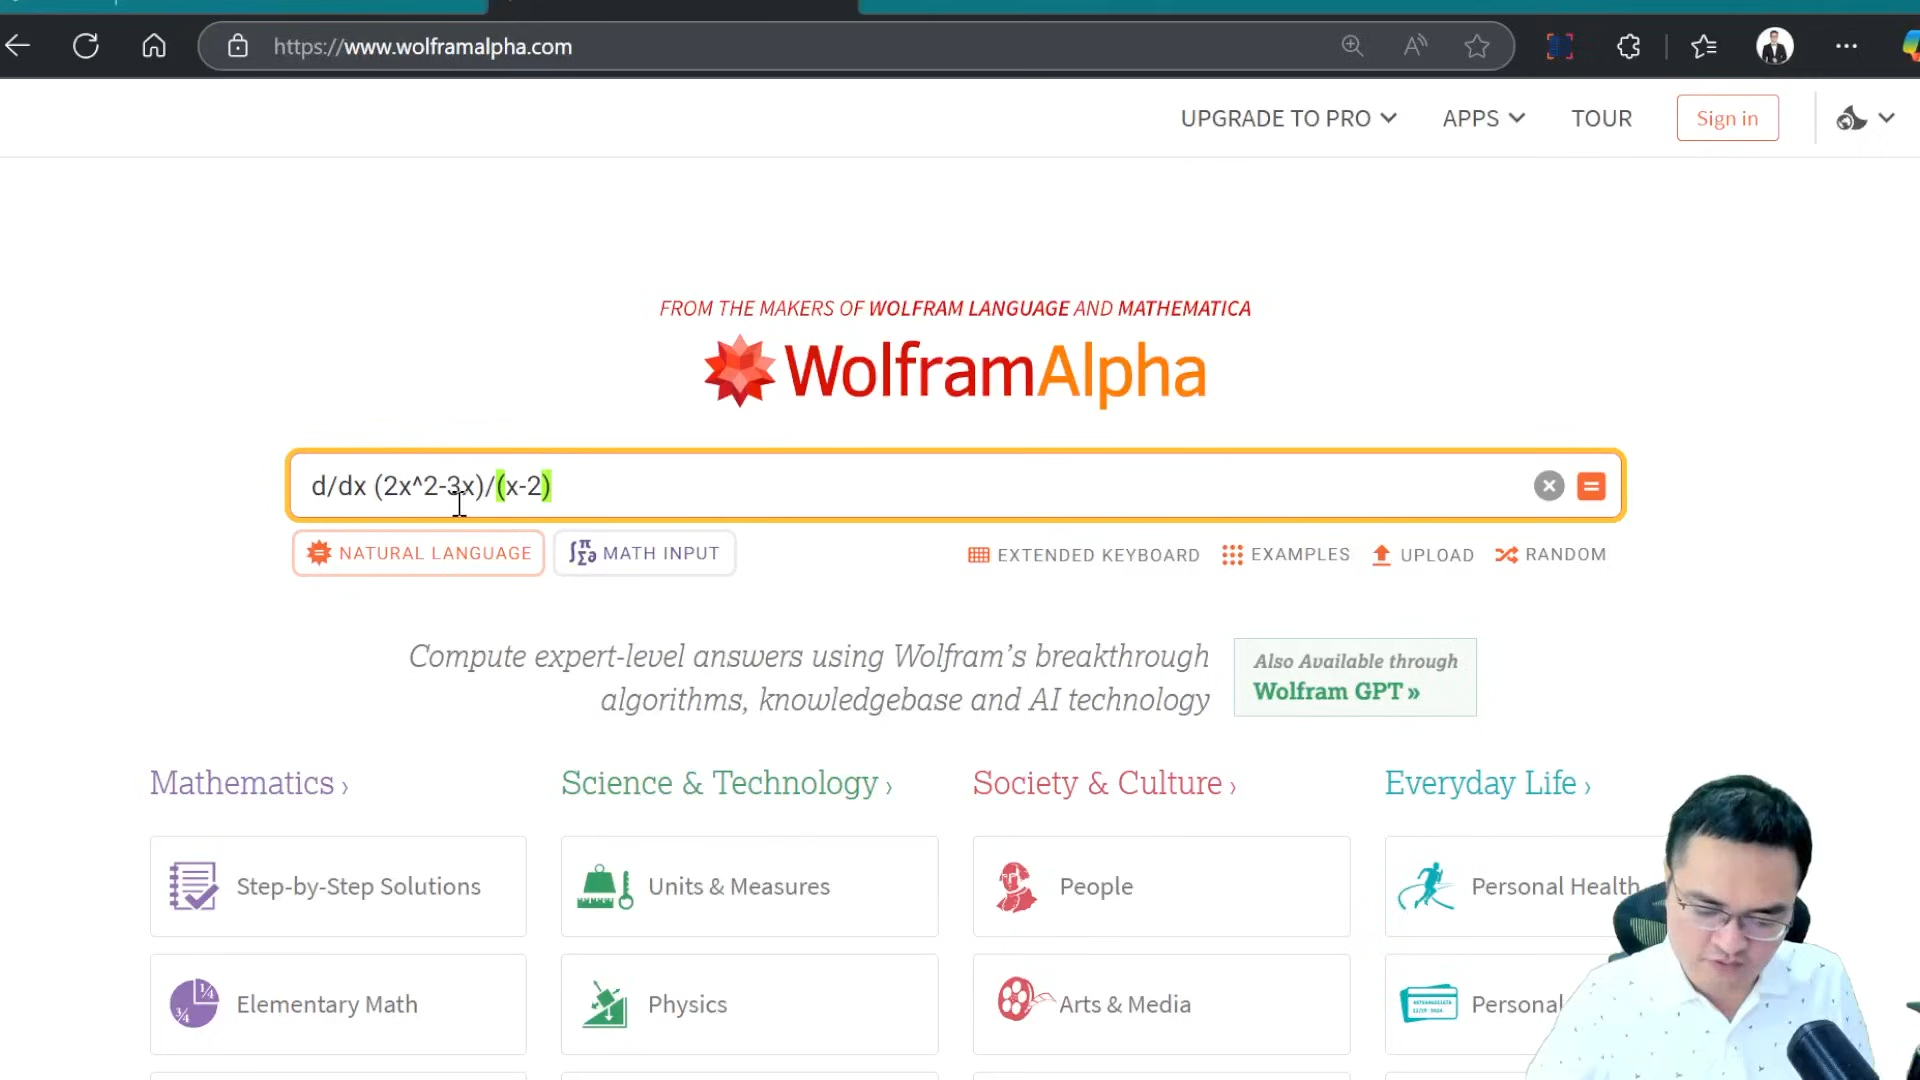 https://www.wolframalpha.com
UPGRADE TO PRO
APPS
TOUR
Sign in
FROM THE MAKERS OF WOLFRAM LANGUAGE AND MATHEMATICA
WolframAlpha
d/dx (2x^2-3x)/(x-2)
NATURAL LANGUAGE
MATH INPUT
EXTENDED KEYBOARD
EXAMPLES
UPLOAD
RANDOM
Compute expert-level answers using Wolfram's breakthrough
algorithms, knowledgebase and AI technology
Also Available through
Wolfram GPT »
Mathematics ›
Science & Technology ›
Society & Culture ›
Everyday Life ›
Step-by-Step Solutions
Units & Measures
People
Personal Health
Elementary Math
Physics
Arts & Media
Personal